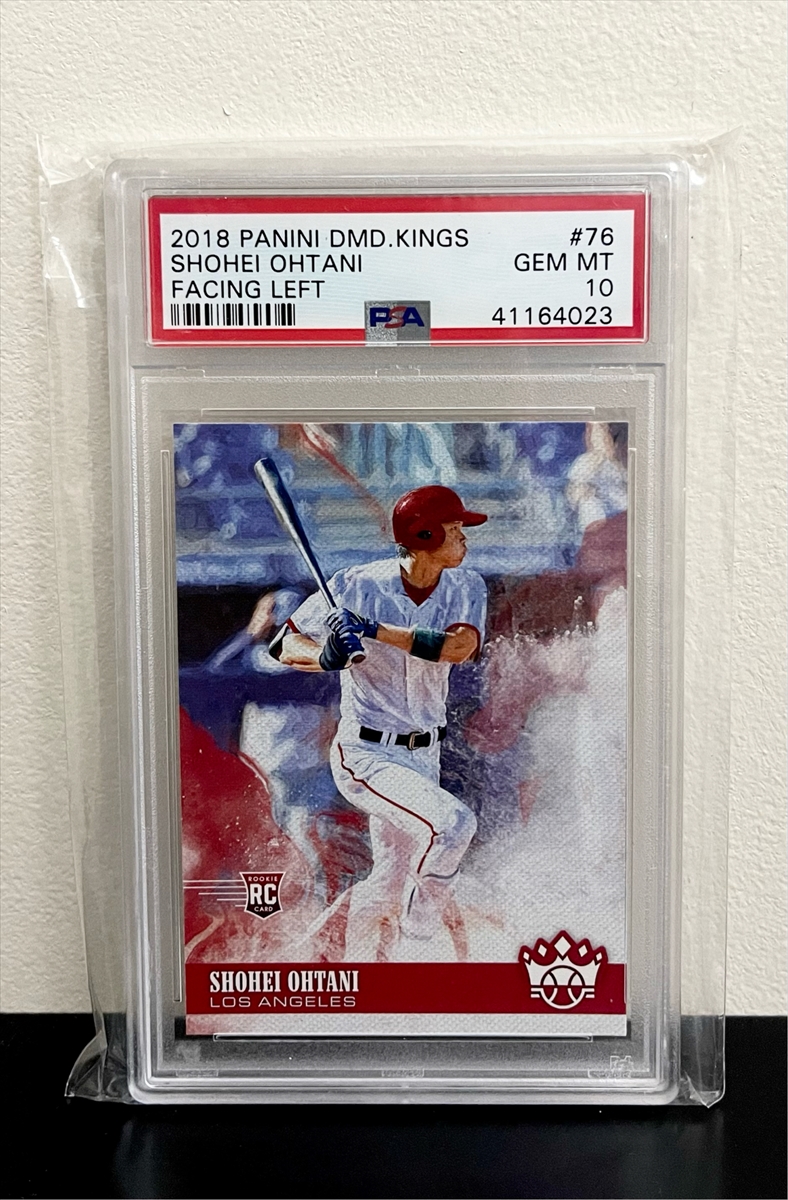 2018 PANINI DMD.KINGS #76
SHOHEI OHTANI GEM MT
FACING LEFT 10
PSA 41164023
ROOKIE
RC
CARD
SHOHEI OHTANI
LOS ANGELES